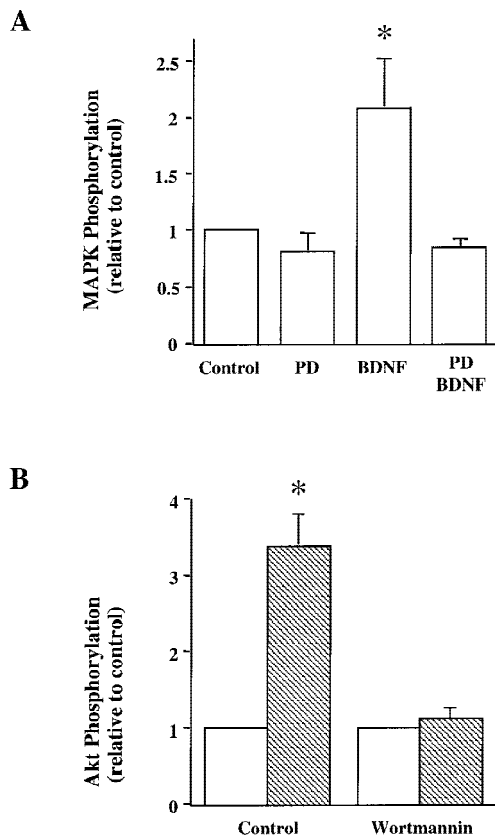 A
*
2.5
2
1.5
1
0.5
0
MAPK Phosphorylation
(relative to control)
Control PD BDNF PD
BDNF
B
*
4
3
2
1
0
Akt Phosphorylation
(relative to control)
Control Wortmannin